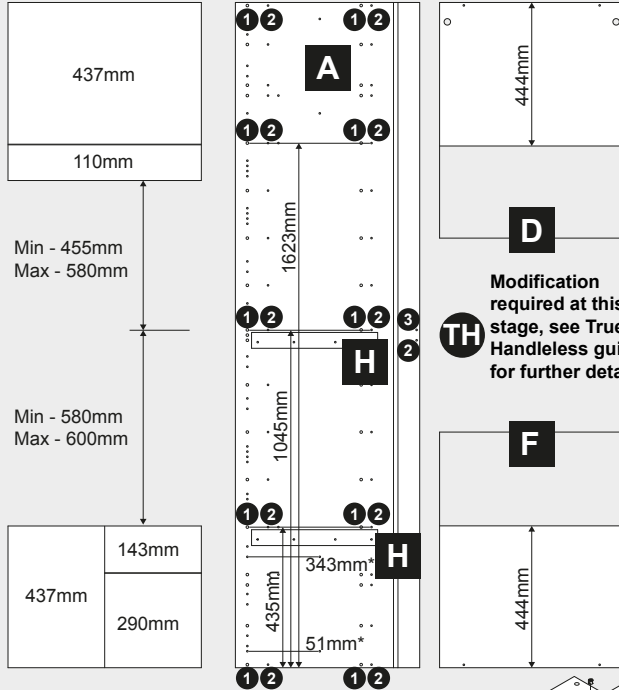 437mm
110mm
Min - 455mm
Max - 580mm
Min - 580mm
Max - 600mm
437mm
143mm
290mm
1 2 1 2
A
1 2 1 2
1623mm
1 2 1 2 3
2
H
1045mm
1 2 1 2
H
435mm
343mm*
51mm*
1 2 1 2
444mm
D
TH
Modification
required at this
stage, see True
Handleless gui
for further deta
F
444mm